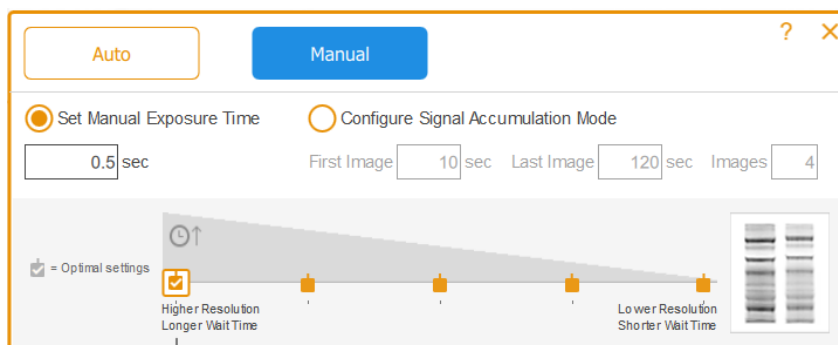 Auto
Manual
?
Set Manual Exposure Time
Configure Signal Accumulation Mode
0.5 sec
First Image 10 sec Last Image 120 sec Images 4
= Optimal settings
Higher Resolution
Longer Wait Time
Lower Resolution
Shorter Wait Time